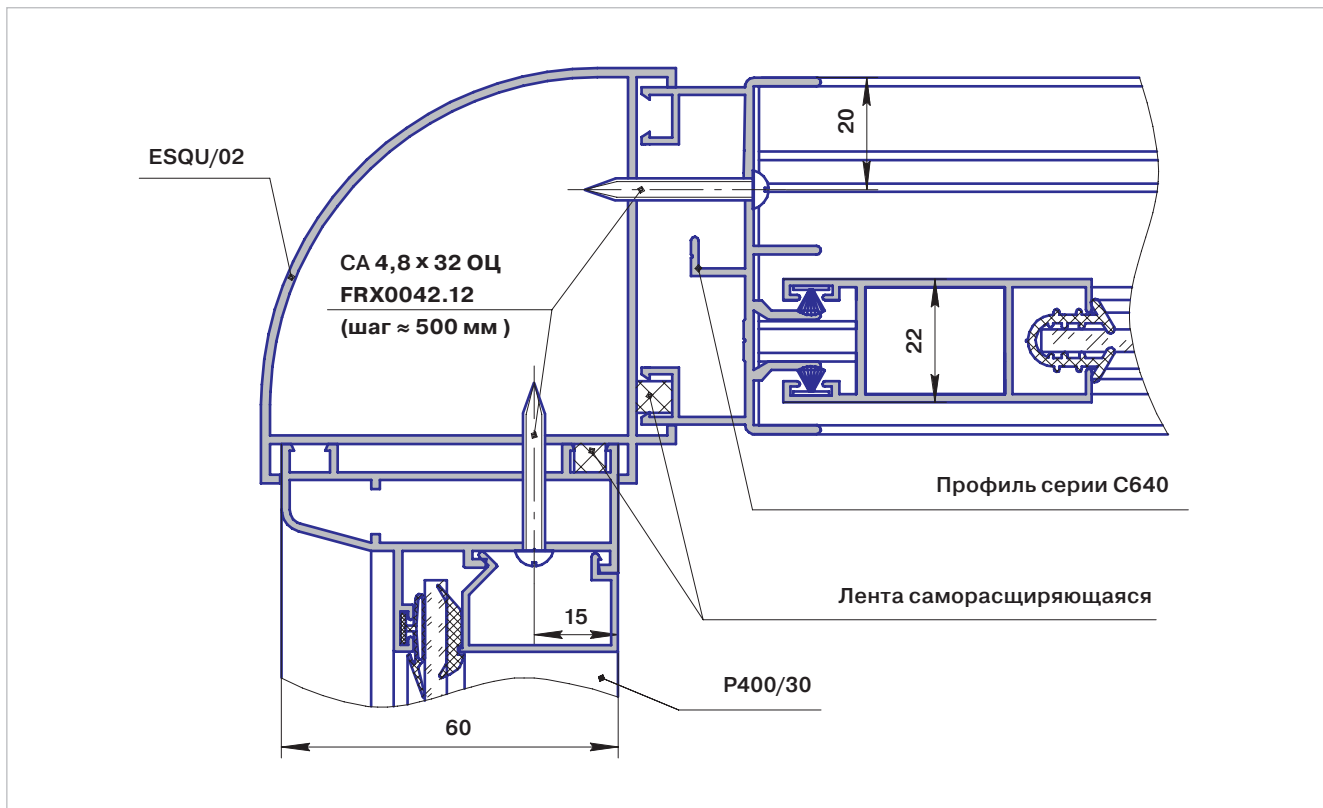 20
ESQU/02
СА 4,8 x 32 ОЦ
FRX0042.12
(шаг ≈ 500 мм )
22
Профиль серии С640
Лента саморасщиряющаяся
15
Р400/30
60